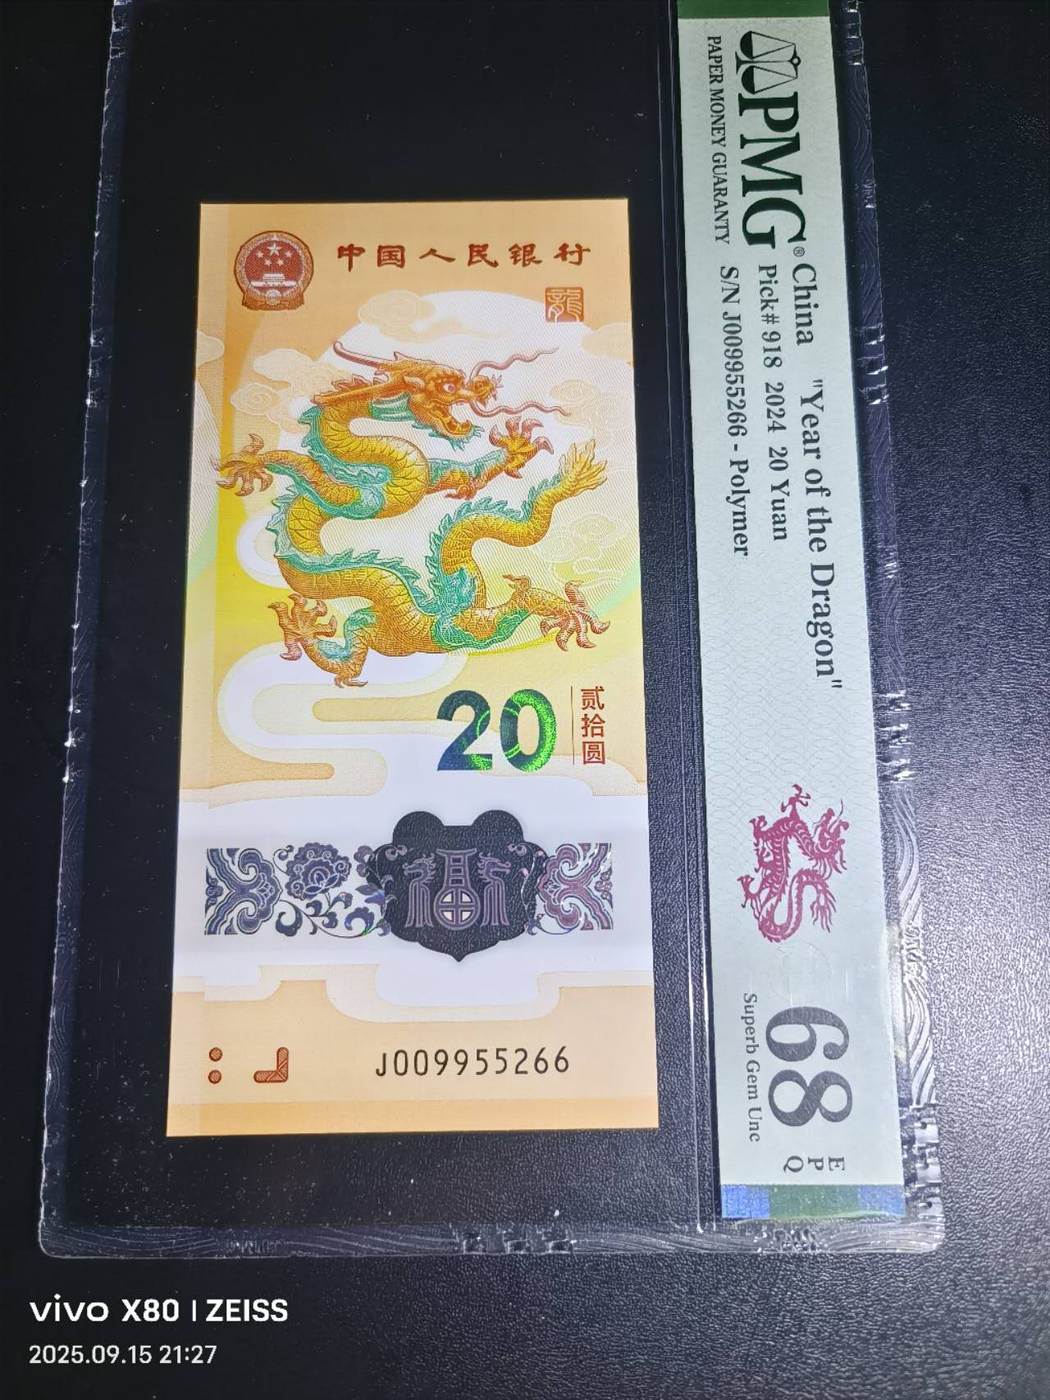 中国人民银行
龍
20
贰拾圆
福
J009955266
PMG®
PAPER MONEY GUARANTY
China "Year of the Dragon"
Pick# 918 2024 20 Yuan
S/N J009955266 - Polymer
68
Superb Gem Unc
E
P
Q
vivo X80 | ZEISS
2025.09.15 21:27